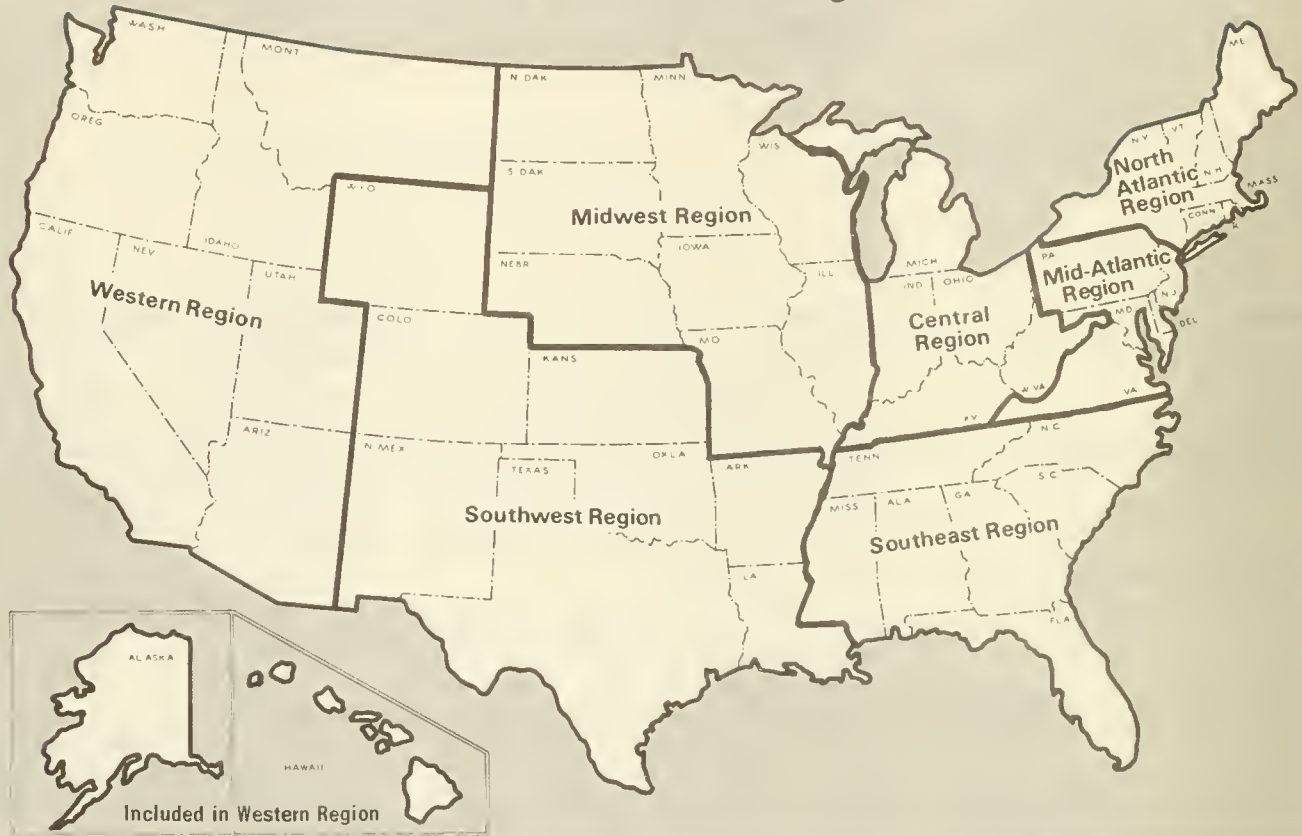 WASH
MONT
N DAK
MINN
ME
OREG
WIS
NY
VT
S DAK
North
Atlantic
Region
N H
MASS
WYO
Midwest Region
CONN
CALIF
NEV
IDAHO
UTAH
NEBR
IOWA
ILL
MICH
IND
OHIO
PA
Mid-Atlantic
Region
N J
MD
DEL
Western Region
COLO
MO
Central
Region
KANS
W VA
VA
KY
ARIZ
N MEX
TEXAS
OKLA
ARK
TENN
N C
S C
MISS
ALA
GA
Southwest Region
Southeast Region
LA
FLA
ALASKA
HAWAII
Included in Western Region